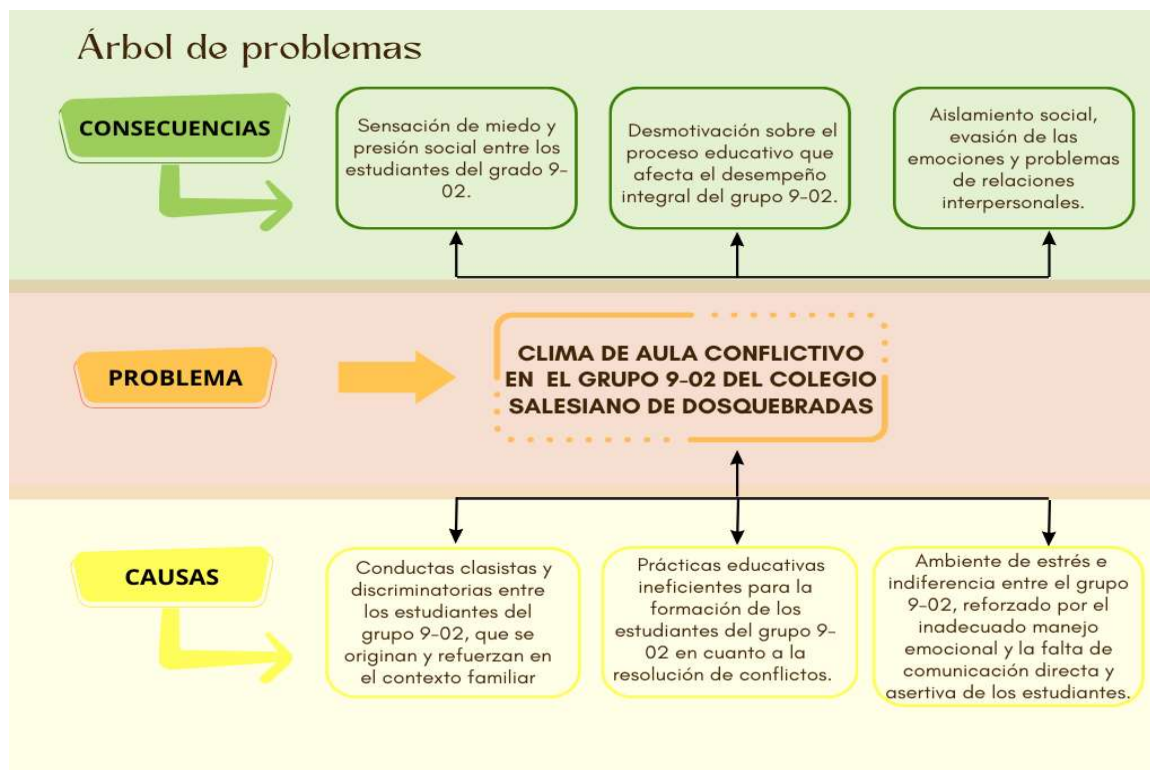 Árbol de problemas
CONSECUENCIAS
Sensación de miedo y
presión social entre los
estudiantes del grado 9-
02.
Desmotivación sobre el
proceso educativo que
afecta el desempeño
integral del grupo 9-02.
Aislamiento social,
evasión de las
emociones y problemas
de relaciones
interpersonales.
PROBLEMA
CLIMA DE AULA CONFLICTIVO
EN EL GRUPO 9-02 DEL COLEGIO
SALESIANO DE DOSQUEBRADAS
CAUSAS
Conductas clasistas y
discriminatorias entre
los estudiantes del
grupo 9-02, que se
originan y refuerzan en
el contexto familiar
Prácticas educativas
ineficientes para la
formación de los
estudiantes del grupo 9-
02 en cuanto a la
resolución de conflictos.
Ambiente de estrés e
indiferencia entre el grupo
9-02, reforzado por el
inadecuado manejo
emocional y la falta de
comunicación directa y
asertiva de los estudiantes.